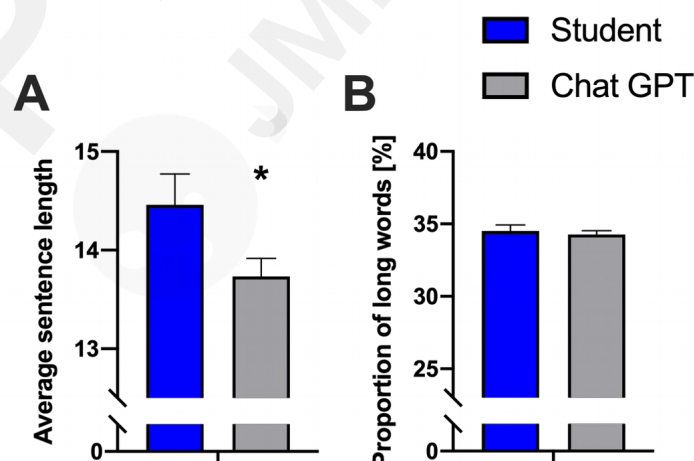 Student
Chat GPT
A
Average sentence length
15
14
13
0
*
B
Proportion of long words [%]
40
35
30
25
0
JM